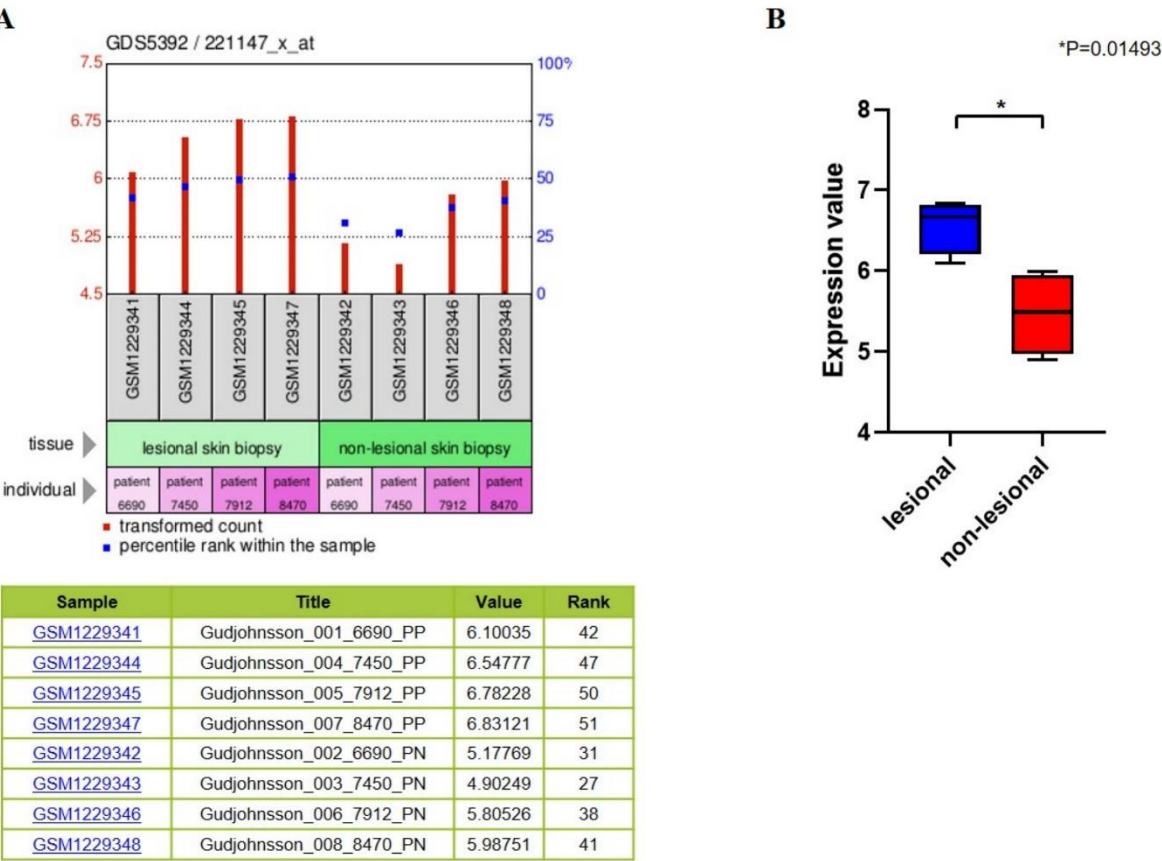 A
GDS5392 / 221147_x_at
7.5
6.75
6
5.25
4.5
100%
75
50
25
0
GSM1229341
GSM1229344
GSM1229345
GSM1229347
GSM1229342
GSM1229343
GSM1229346
GSM1229348
tissue
lesional skin biopsy
non-lesional skin biopsy
individual
patient 6690
patient 7450
patient 7912
patient 8470
patient 6690
patient 7450
patient 7912
patient 8470
transformed count
percentile rank within the sample
Sample Title Value Rank
GSM1229341 Gudjohnsson_001_6690_PP 6.10035 42
GSM1229344 Gudjohnsson_004_7450_PP 6.54777 47
GSM1229345 Gudjohnsson_005_7912_PP 6.78228 50
GSM1229347 Gudjohnsson_007_8470_PP 6.83121 51
GSM1229342 Gudjohnsson_002_6690_PN 5.17769 31
GSM1229343 Gudjohnsson_003_7450_PN 4.90249 27
GSM1229346 Gudjohnsson_006_7912_PN 5.80526 38
GSM1229348 Gudjohnsson_008_8470_PN 5.98751 41
B
*P=0.01493
*
Expression value
8
7
6
5
4
lesional
non-lesional